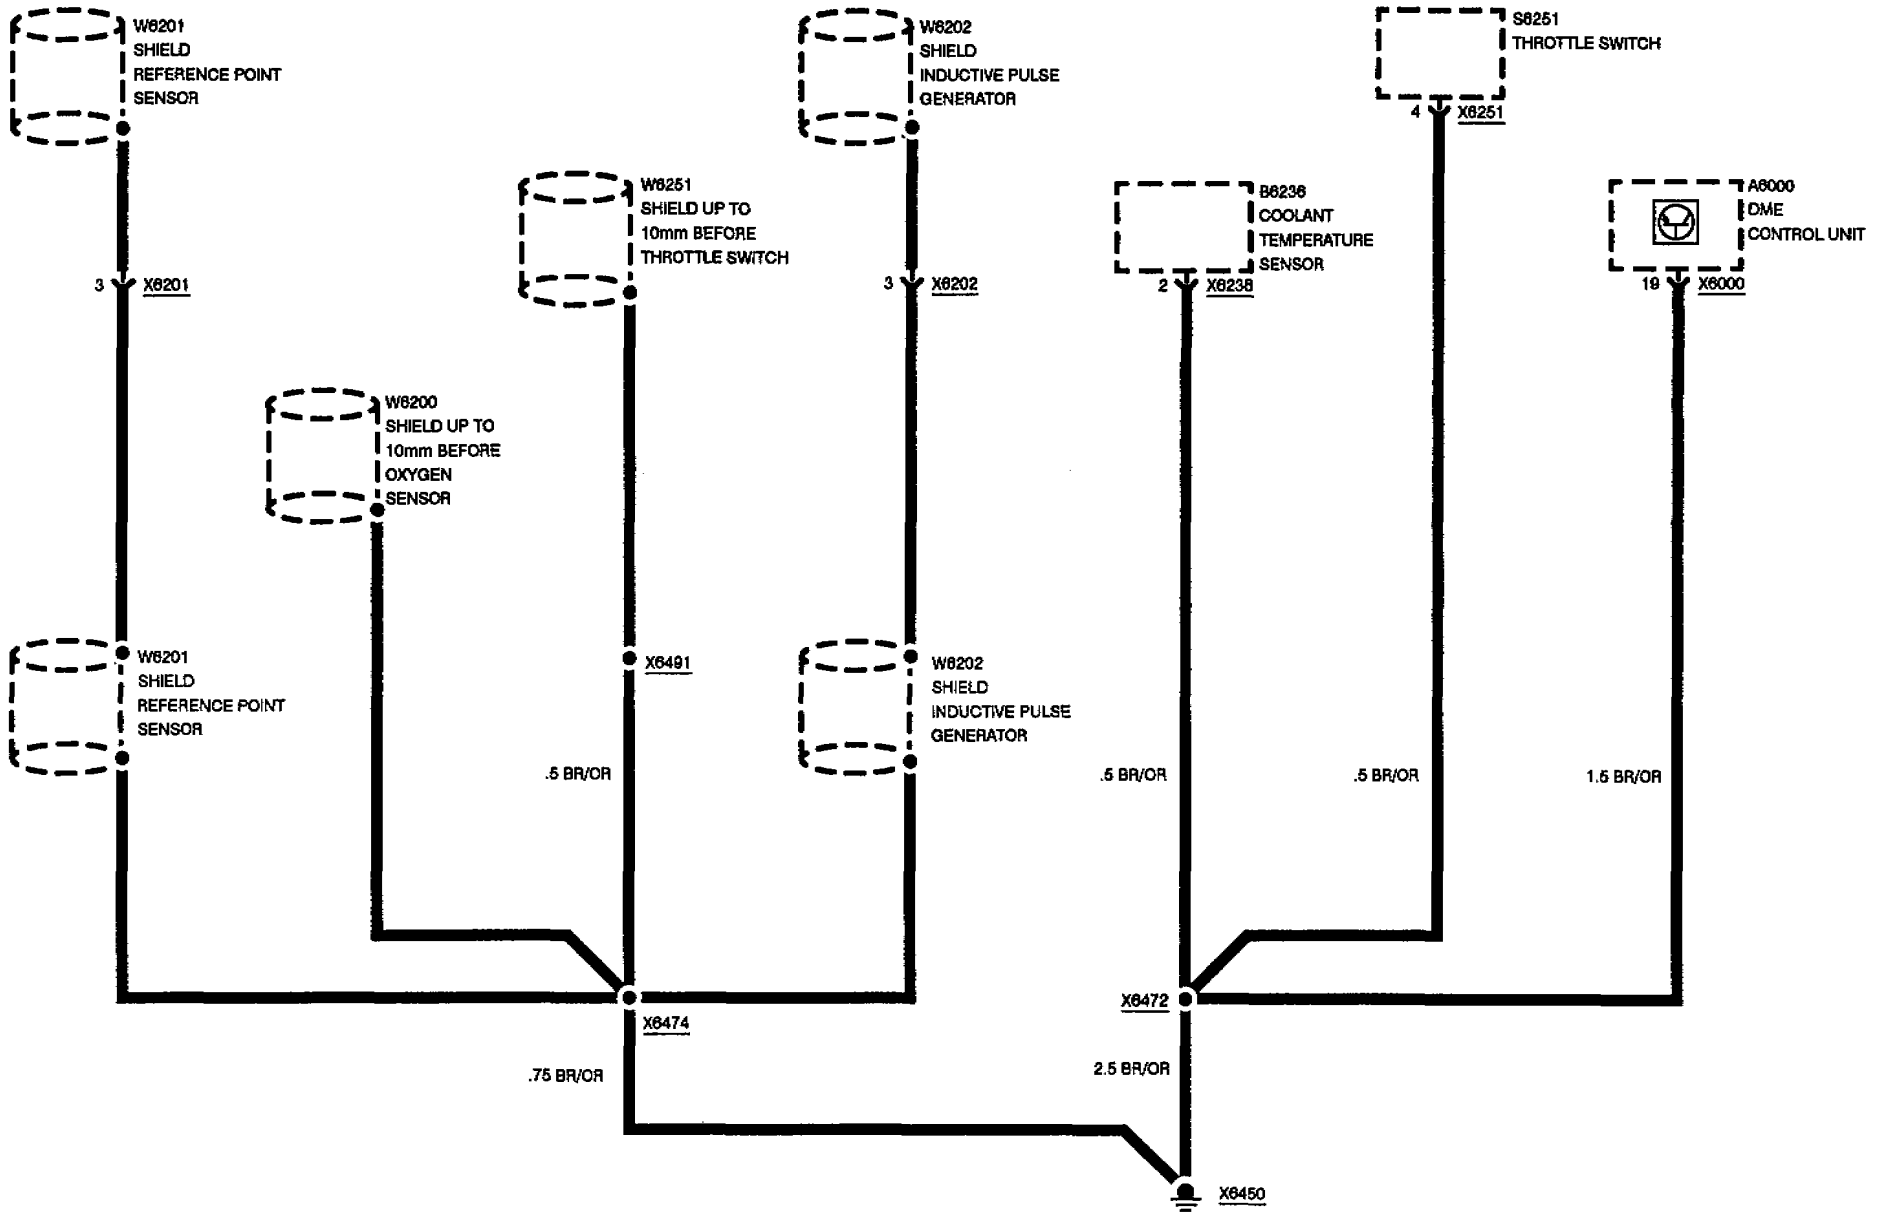 W6201
SHIELD
REFERENCE POINT
SENSOR
W6202
SHIELD
INDUCTIVE PULSE
GENERATOR
S6251
THROTTLE SWITCH
4 X6251
W6251
SHIELD UP TO
10mm BEFORE
THROTTLE SWITCH
B6236
COOLANT
TEMPERATURE
SENSOR
A6000
DME
CONTROL UNIT
3 X6201
3 X6202
2 X6236
19 X6000
W6200
SHIELD UP TO
10mm BEFORE
OXYGEN
SENSOR
W6201
SHIELD
REFERENCE POINT
SENSOR
X6491
W6202
SHIELD
INDUCTIVE PULSE
GENERATOR
.5 BR/OR
.5 BR/OR
.5 BR/OR
1.5 BR/OR
X6474
X6472
.75 BR/OR
2.5 BR/OR
X6450